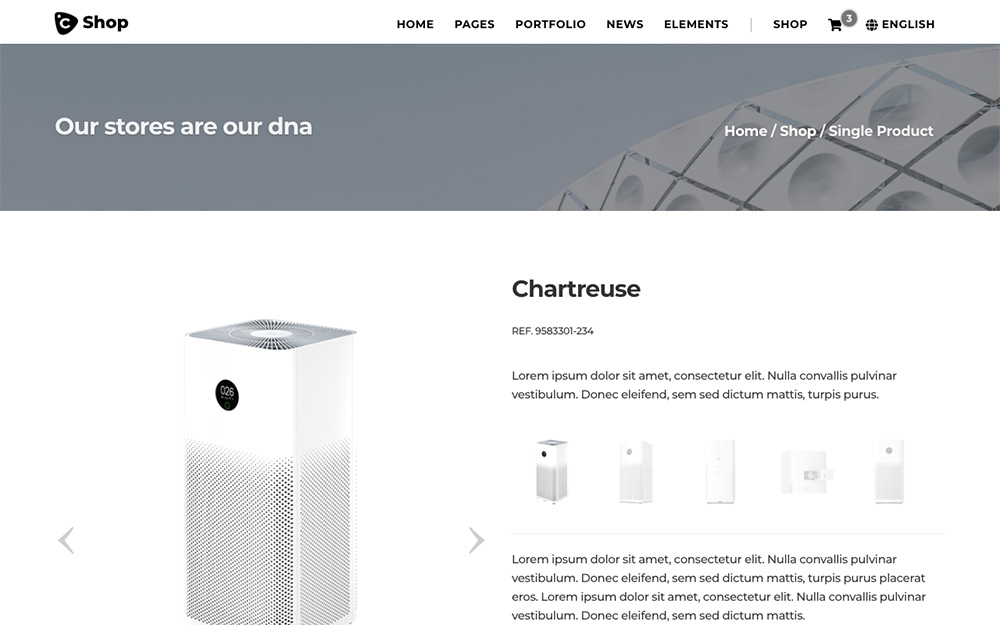 Shop
HOME PAGES PORTFOLIO NEWS ELEMENTS | SHOP 3 ENGLISH
Our stores are our dna
Home / Shop / Single Product
Chartreuse
REF. 9583301-234
Lorem ipsum dolor sit amet, consectetur elit. Nulla convallis pulvinar
vestibulum. Donec eleifend, sem sed dictum mattis, turpis purus.
026
Lorem ipsum dolor sit amet, consectetur elit. Nulla convallis pulvinar
vestibulum. Donec eleifend, sem sed dictum mattis, turpis purus placerat
eros. Lorem ipsum dolor sit amet, consectetur elit. Nulla convallis pulvinar
vestibulum. Donec eleifend, sem sed dictum mattis.